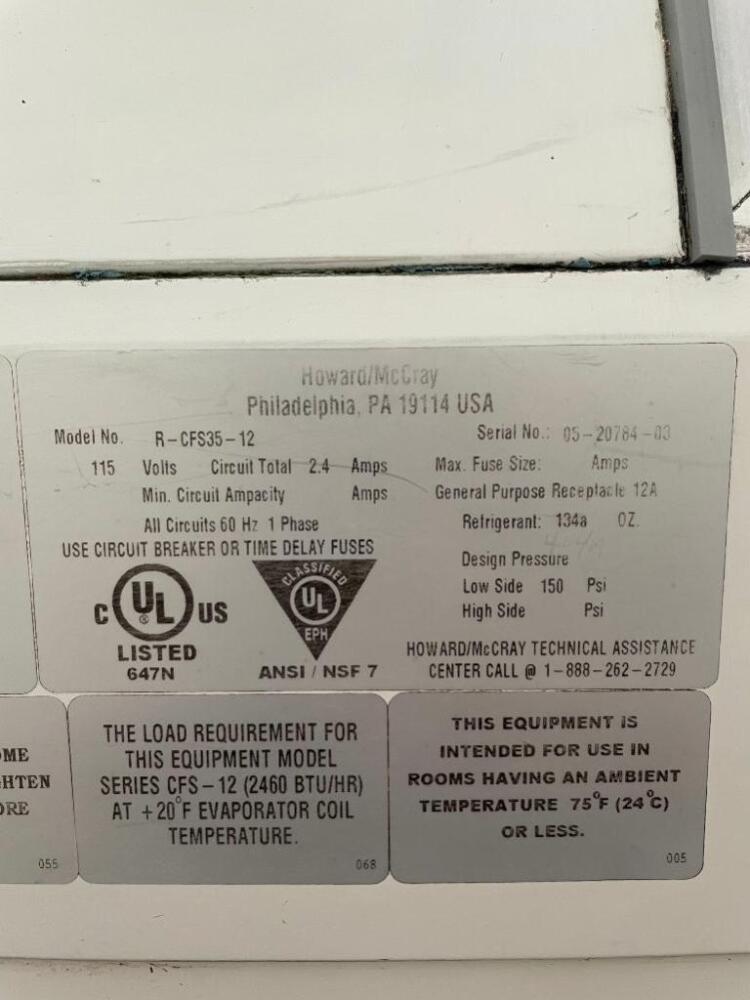 Howard/McCray
Philadelphia, PA 19114 USA
Model No. R-CFS35-12 Serial No.: 05-20784-03
115 Volts Circuit Total 2.4 Amps Max. Fuse Size: Amps
Min. Circuit Ampacity Amps General Purpose Receptacle 12A
All Circuits 60 Hz 1 Phase Refrigerant: 134a OZ.
USE CIRCUIT BREAKER OR TIME DELAY FUSES Design Pressure
Low Side 150 Psi
High Side Psi
C UL ® US
LISTED
647N
CLASSIFIED
UL
EPH
ANSI / NSF 7
HOWARD/McCRAY TECHNICAL ASSISTANCE
CENTER CALL @ 1-888-262-2729
OME
HTEN
ORE
055
THE LOAD REQUIREMENT FOR
THIS EQUIPMENT MODEL
SERIES CFS-12 (2460 BTU/HR)
AT +20°F EVAPORATOR COIL
TEMPERATURE.
068
THIS EQUIPMENT IS
INTENDED FOR USE IN
ROOMS HAVING AN AMBIENT
TEMPERATURE 75°F (24°C)
OR LESS.
005